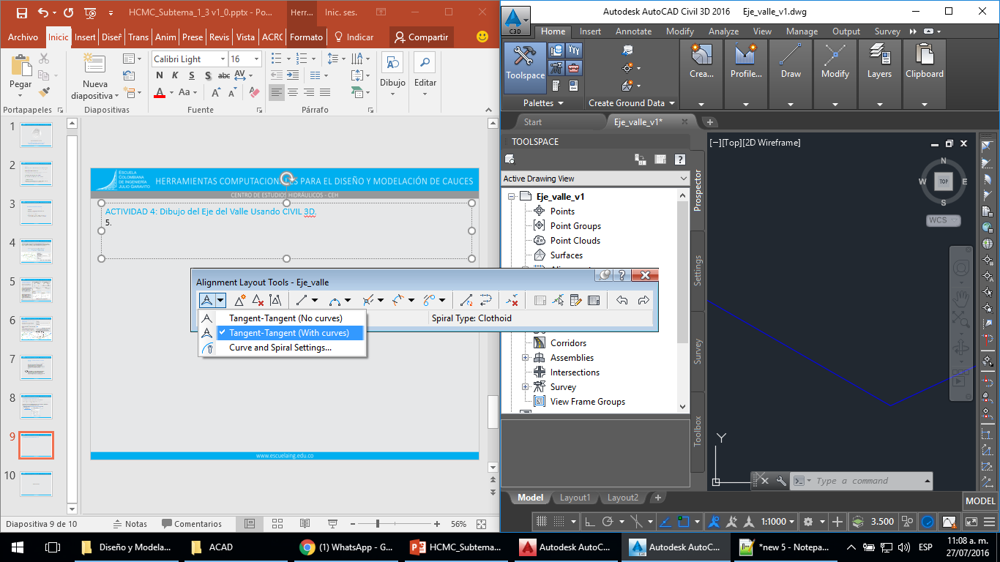 HCMC_Subtema_1_3 v1_0.pptx - Po...
Herr...
Inic. ses.
Archivo
Inicic
Insert
Diseñ
Trans
Anim
Prese
Revis
Vista
ACRC
Formato
Indicar
Compartir
Pegar
Nueva
diapositiva
Calibri Light
16
N K S S abc AV
A Aa A A
Dibujo
Editar
Portapapeles
Diapositivas
Fuente
Párrafo
1
2
3
4
5
6
7
8
9
10
ESCUELA
COLOMBIANA
DE INGENIERÍA
JULIO GARAVITO
HERRAMIENTAS COMPUTACIONALES PARA EL DISEÑO Y MODELACIÓN DE CAUCES
CENTRO DE ESTUDIOS HIDRÁULICOS - CEH
ACTIVIDAD 4: Dibujo del Eje del Valle Usando CIVIL 3D.
5.
www.escuelaing.edu.co
Diapositiva 9 de 10
Notas
Comentarios
56%
Alignment Layout Tools - Eje_valle
Spiral Type: Clothoid
Tangent-Tangent (No curves)
Tangent-Tangent (With curves)
Curve and Spiral Settings...
C3D
Autodesk AutoCAD Civil 3D 2016 Eje_valle_v1.dwg
Home
Insert
Annotate
Modify
Analyze
View
Manage
Output
Survey
Toolspace
Palettes
Create Ground Data
Crea...
Profile...
Draw
Modify
Layers
Clipboard
Start
Eje_valle_v1*
TOOLSPACE
Active Drawing View
Eje_valle_v1
Points
Point Groups
Point Clouds
Surfaces
Corridors
Assemblies
Intersections
Survey
View Frame Groups
Prospector
Settings
Survey
Toolbox
[−][Top][2D Wireframe]
N
W
TOP
E
S
WCS
Y
Type a command
Model
Layout1
Layout2
MODEL
1:1000
3.500
Diseño y Modela...
ACAD
(1) WhatsApp - G...
HCMC_Subtema...
Autodesk AutoC...
Autodesk AutoC...
*new 5 - Notepa...
ESP
11:08 a. m.
27/07/2016